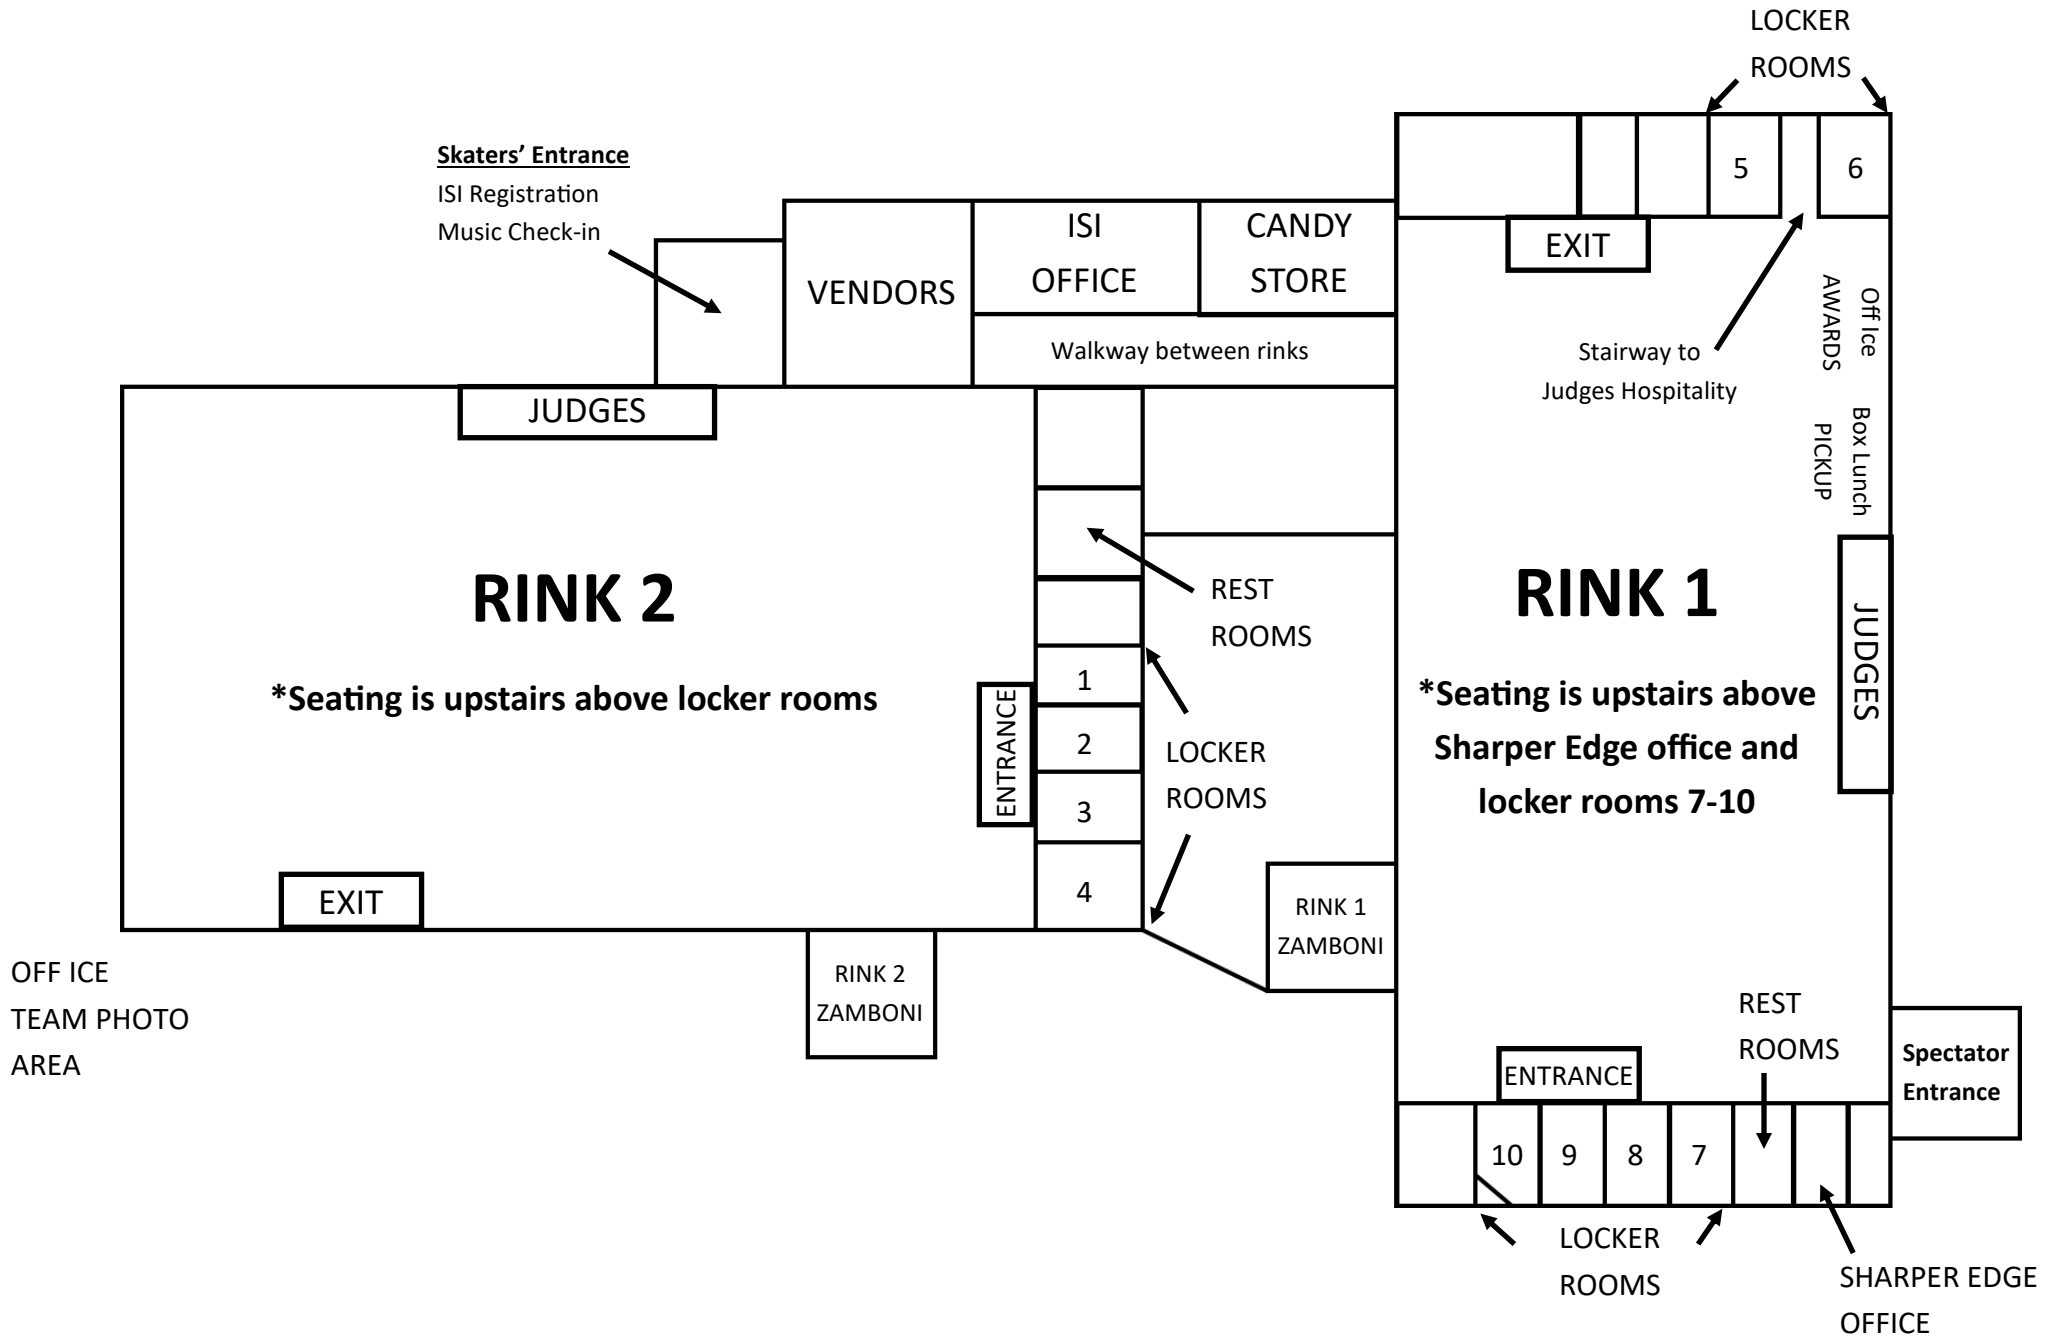 LOCKER
ROOMS
5
6
Skaters’ Entrance
ISI Registration
Music Check-in
VENDORS
ISI
OFFICE
CANDY
STORE
EXIT
Walkway between rinks
Stairway to
Judges Hospitality
Off Ice
AWARDS
Box Lunch
PICKUP
JUDGES
RINK 2
*Seating is upstairs above locker rooms
REST
ROOMS
RINK 1
*Seating is upstairs above
Sharper Edge office and
locker rooms 7-10
JUDGES
ENTRANCE
1
2
3
4
LOCKER
ROOMS
EXIT
RINK 1
ZAMBONI
OFF ICE
TEAM PHOTO
AREA
RINK 2
ZAMBONI
REST
ROOMS
Spectator
Entrance
ENTRANCE
10
9
8
7
LOCKER
ROOMS
SHARPER EDGE
OFFICE